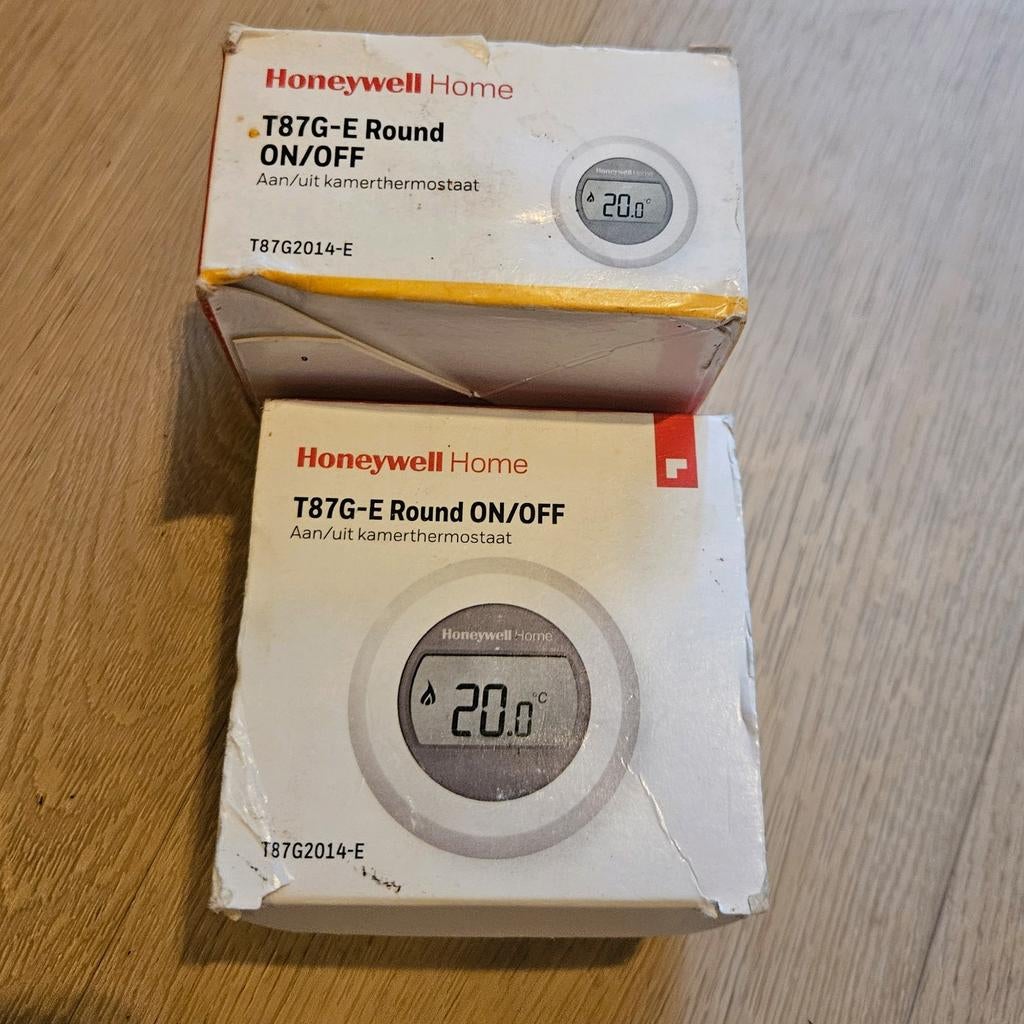 Honeywell Home
T87G-E Round
ON/OFF
Aan/uit kamerthermostaat
T87G2014-E
Honeywell Home
20.0°C
Honeywell Home
T87G-E Round ON/OFF
Aan/uit kamerthermostaat
Honeywell Home
20.0°C
T87G2014-E